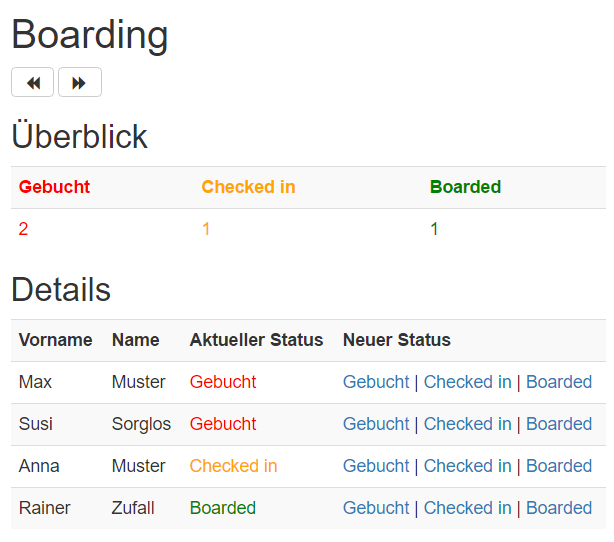 Boarding
Überblick
Gebucht Checked in Boarded
2 1 1
Details
Vorname Name Aktueller Status Neuer Status
Max Muster Gebucht Gebucht | Checked in | Boarded
Susi Sorglos Gebucht Gebucht | Checked in | Boarded
Anna Muster Checked in Gebucht | Checked in | Boarded
Rainer Zufall Boarded Gebucht | Checked in | Boarded